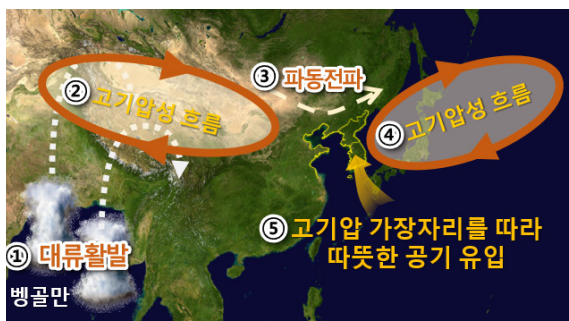 ① 대류활발
벵골만
② 고기압성 흐름
③ 파동전파
④ 고기압성 흐름
⑤ 고기압 가장자리를 따라
따뜻한 공기 유입